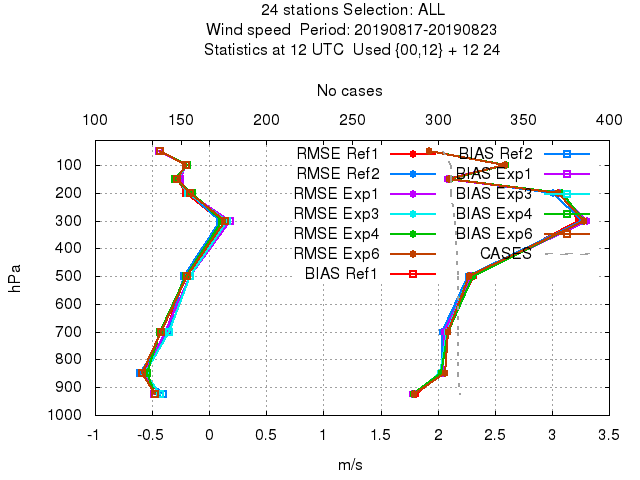 24 stations Selection: ALL
Wind speed  Period: 20190817-20190823
Statistics at 12 UTC  Used {00,12} + 12 24
No cases
100 150 200 250 300 350 400
RMSE Ref1 BIAS Ref2
RMSE Ref2 BIAS Exp1
RMSE Exp1 BIAS Exp3
RMSE Exp3 BIAS Exp4
RMSE Exp4 BIAS Exp6
RMSE Exp6 CASES
BIAS Ref1
100
200
300
400
500
600
700
800
900
1000
hPa
-1 -0.5 0 0.5 1 1.5 2 2.5 3 3.5
m/s